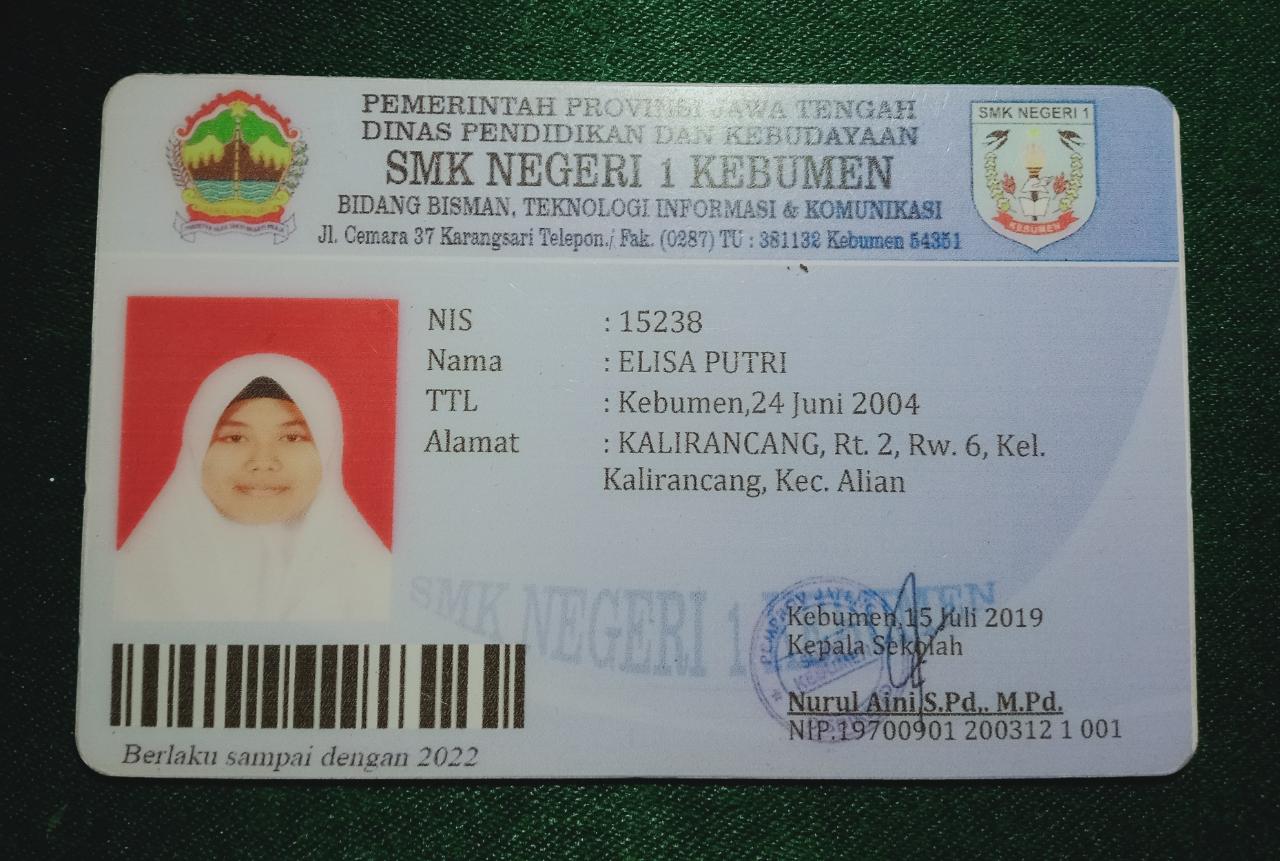 PEMERINTAH PROVINSI JAWA TENGAH
DINAS PENDIDIKAN DAN KEBUDAYAAN
SMK NEGERI 1 KEBUMEN
BIDANG BISMAN, TEKNOLOGI INFORMASI & KOMUNIKASI
Jl. Cemara 37 Karangsari Telepon./ Fak. (0287) TU : 381132 Kebumen 54351
SMK NEGERI 1
KEBUMEN
NIS : 15238
Nama : ELISA PUTRI
TTL : Kebumen,24 Juni 2004
Alamat : KALIRANCANG, Rt. 2, Rw. 6, Kel.
Kalirancang, Kec. Alian
SMK NEGERI 1 KEBUMEN
Kebumen,15 Juli 2019
Kepala Sekolah
Nurul Aini,S.Pd,. M.Pd.
NIP.19700901 200312 1 001
Berlaku sampai dengan 2022